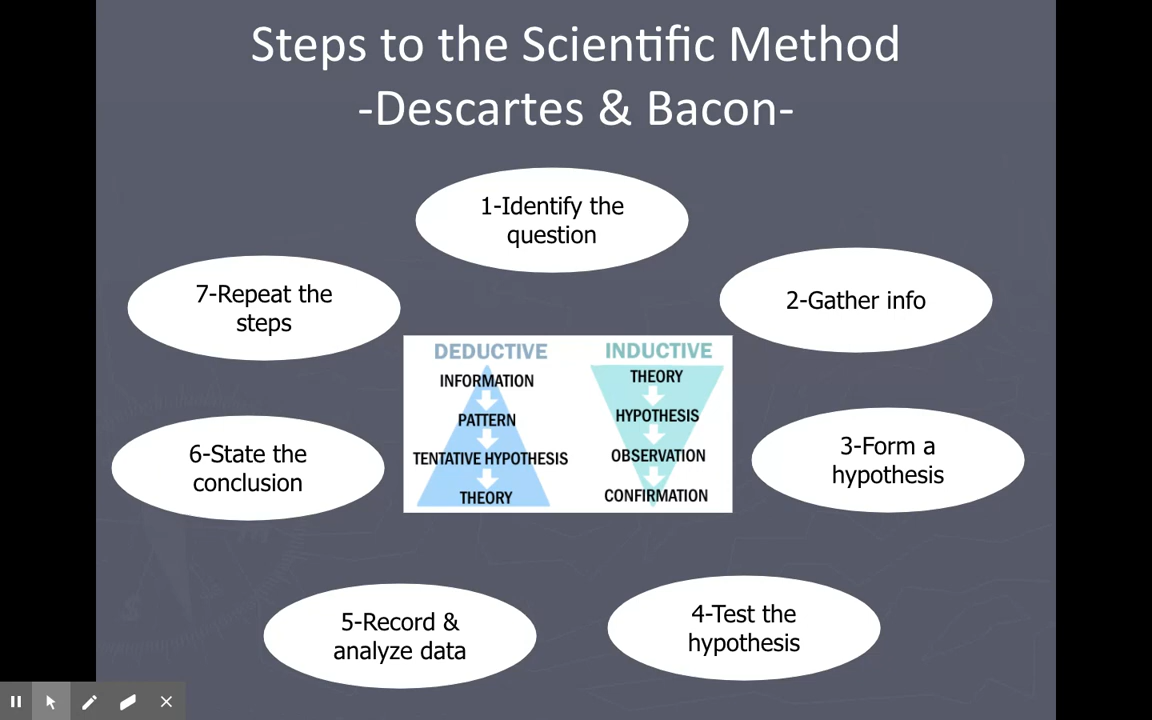 Steps to the Scientific Method
-Descartes & Bacon-
1-Identify the
question
2-Gather info
3-Form a
hypothesis
4-Test the
hypothesis
5-Record &
analyze data
6-State the
conclusion
7-Repeat the
steps
DEDUCTIVE
INFORMATION
PATTERN
TENTATIVE HYPOTHESIS
THEORY
INDUCTIVE
THEORY
HYPOTHESIS
OBSERVATION
CONFIRMATION